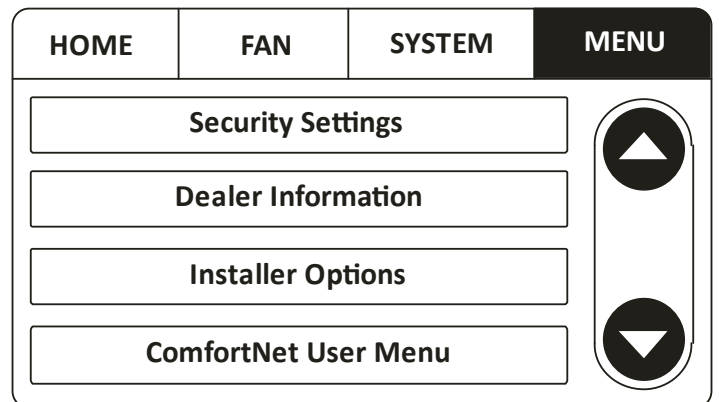 HOME FAN SYSTEM MENU
Security Settings
Dealer Information
Installer Options
ComfortNet User Menu